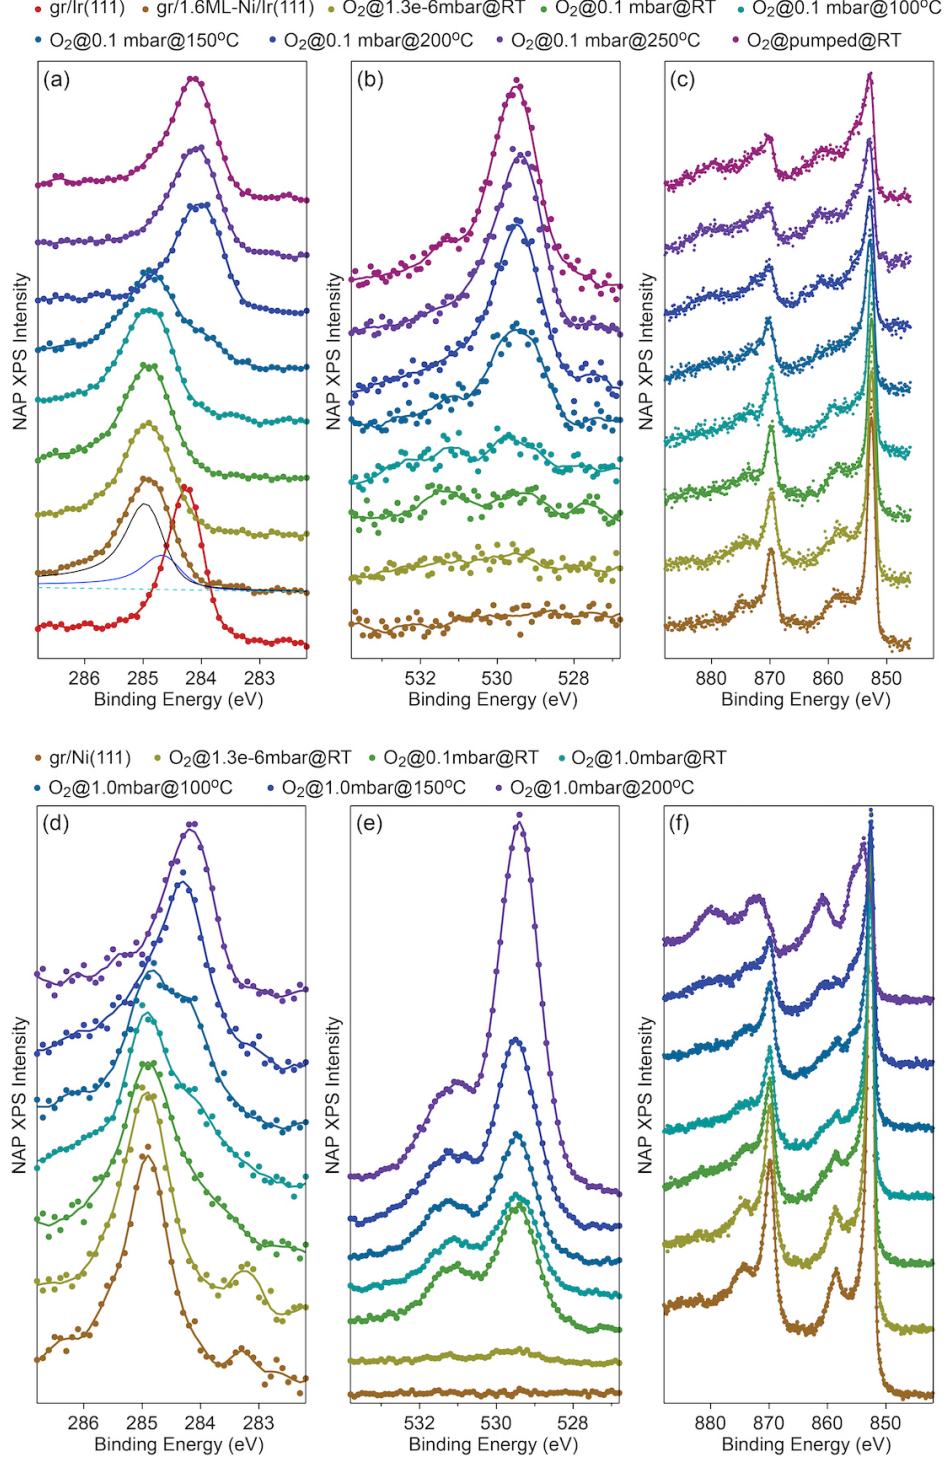 gr/Ir(111) gr/1.6ML-Ni/Ir(111) O₂@1.3e-6mbar@RT O₂@0.1 mbar@RT O₂@0.1 mbar@100°C
O₂@0.1 mbar@150°C O₂@0.1 mbar@200°C O₂@0.1 mbar@250°C O₂@pumped@RT
(a) (b) (c)
NAP XPS Intensity NAP XPS Intensity NAP XPS Intensity
286 285 284 283 532 530 528 880 870 860 850
Binding Energy (eV) Binding Energy (eV) Binding Energy (eV)
gr/Ni(111) O₂@1.3e-6mbar@RT O₂@0.1mbar@RT O₂@1.0mbar@RT
O₂@1.0mbar@100°C O₂@1.0mbar@150°C O₂@1.0mbar@200°C
(d) (e) (f)
NAP XPS Intensity NAP XPS Intensity NAP XPS Intensity
286 285 284 283 532 530 528 880 870 860 850
Binding Energy (eV) Binding Energy (eV) Binding Energy (eV)